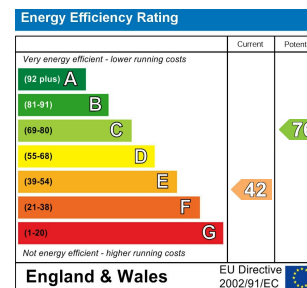 Energy Efficiency Rating
Current
Very energy efficient - lower running costs
(92 plus) A
(81-91) B
(69-80) C
(55-68) D
(39-54) E
42
(21-38) F
(1-20) G
Not energy efficient - higher running costs
England & Wales
EU Directive
2002/91/EC